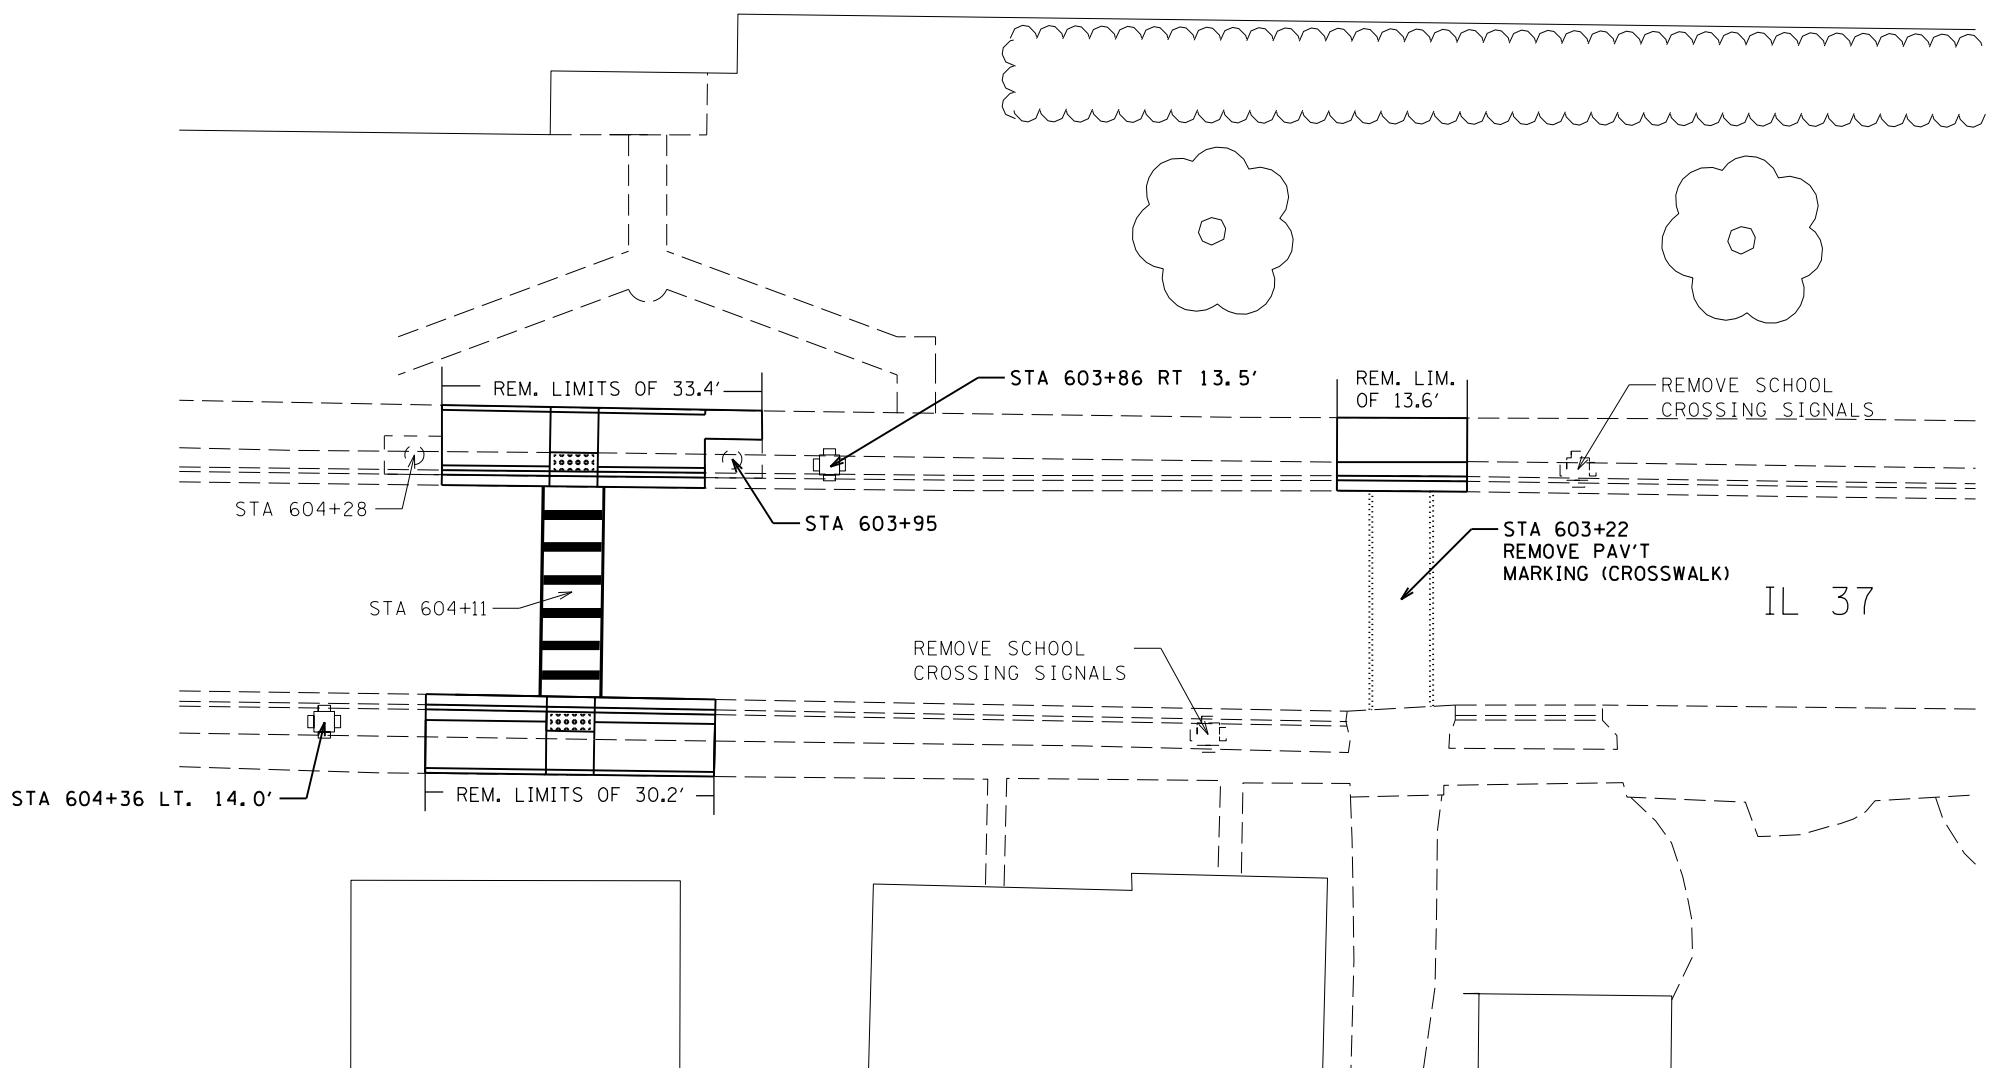 REM. LIMITS OF 33.4'
STA 603+86 RT 13.5'
REM. LIM.
OF 13.6'
REMOVE SCHOOL
CROSSING SIGNALS
STA 604+28
STA 603+95
STA 603+22
REMOVE PAV'T
MARKING (CROSSWALK)
IL 37
STA 604+11
REMOVE SCHOOL
CROSSING SIGNALS
STA 604+36 LT. 14.0'
REM. LIMITS OF 30.2'